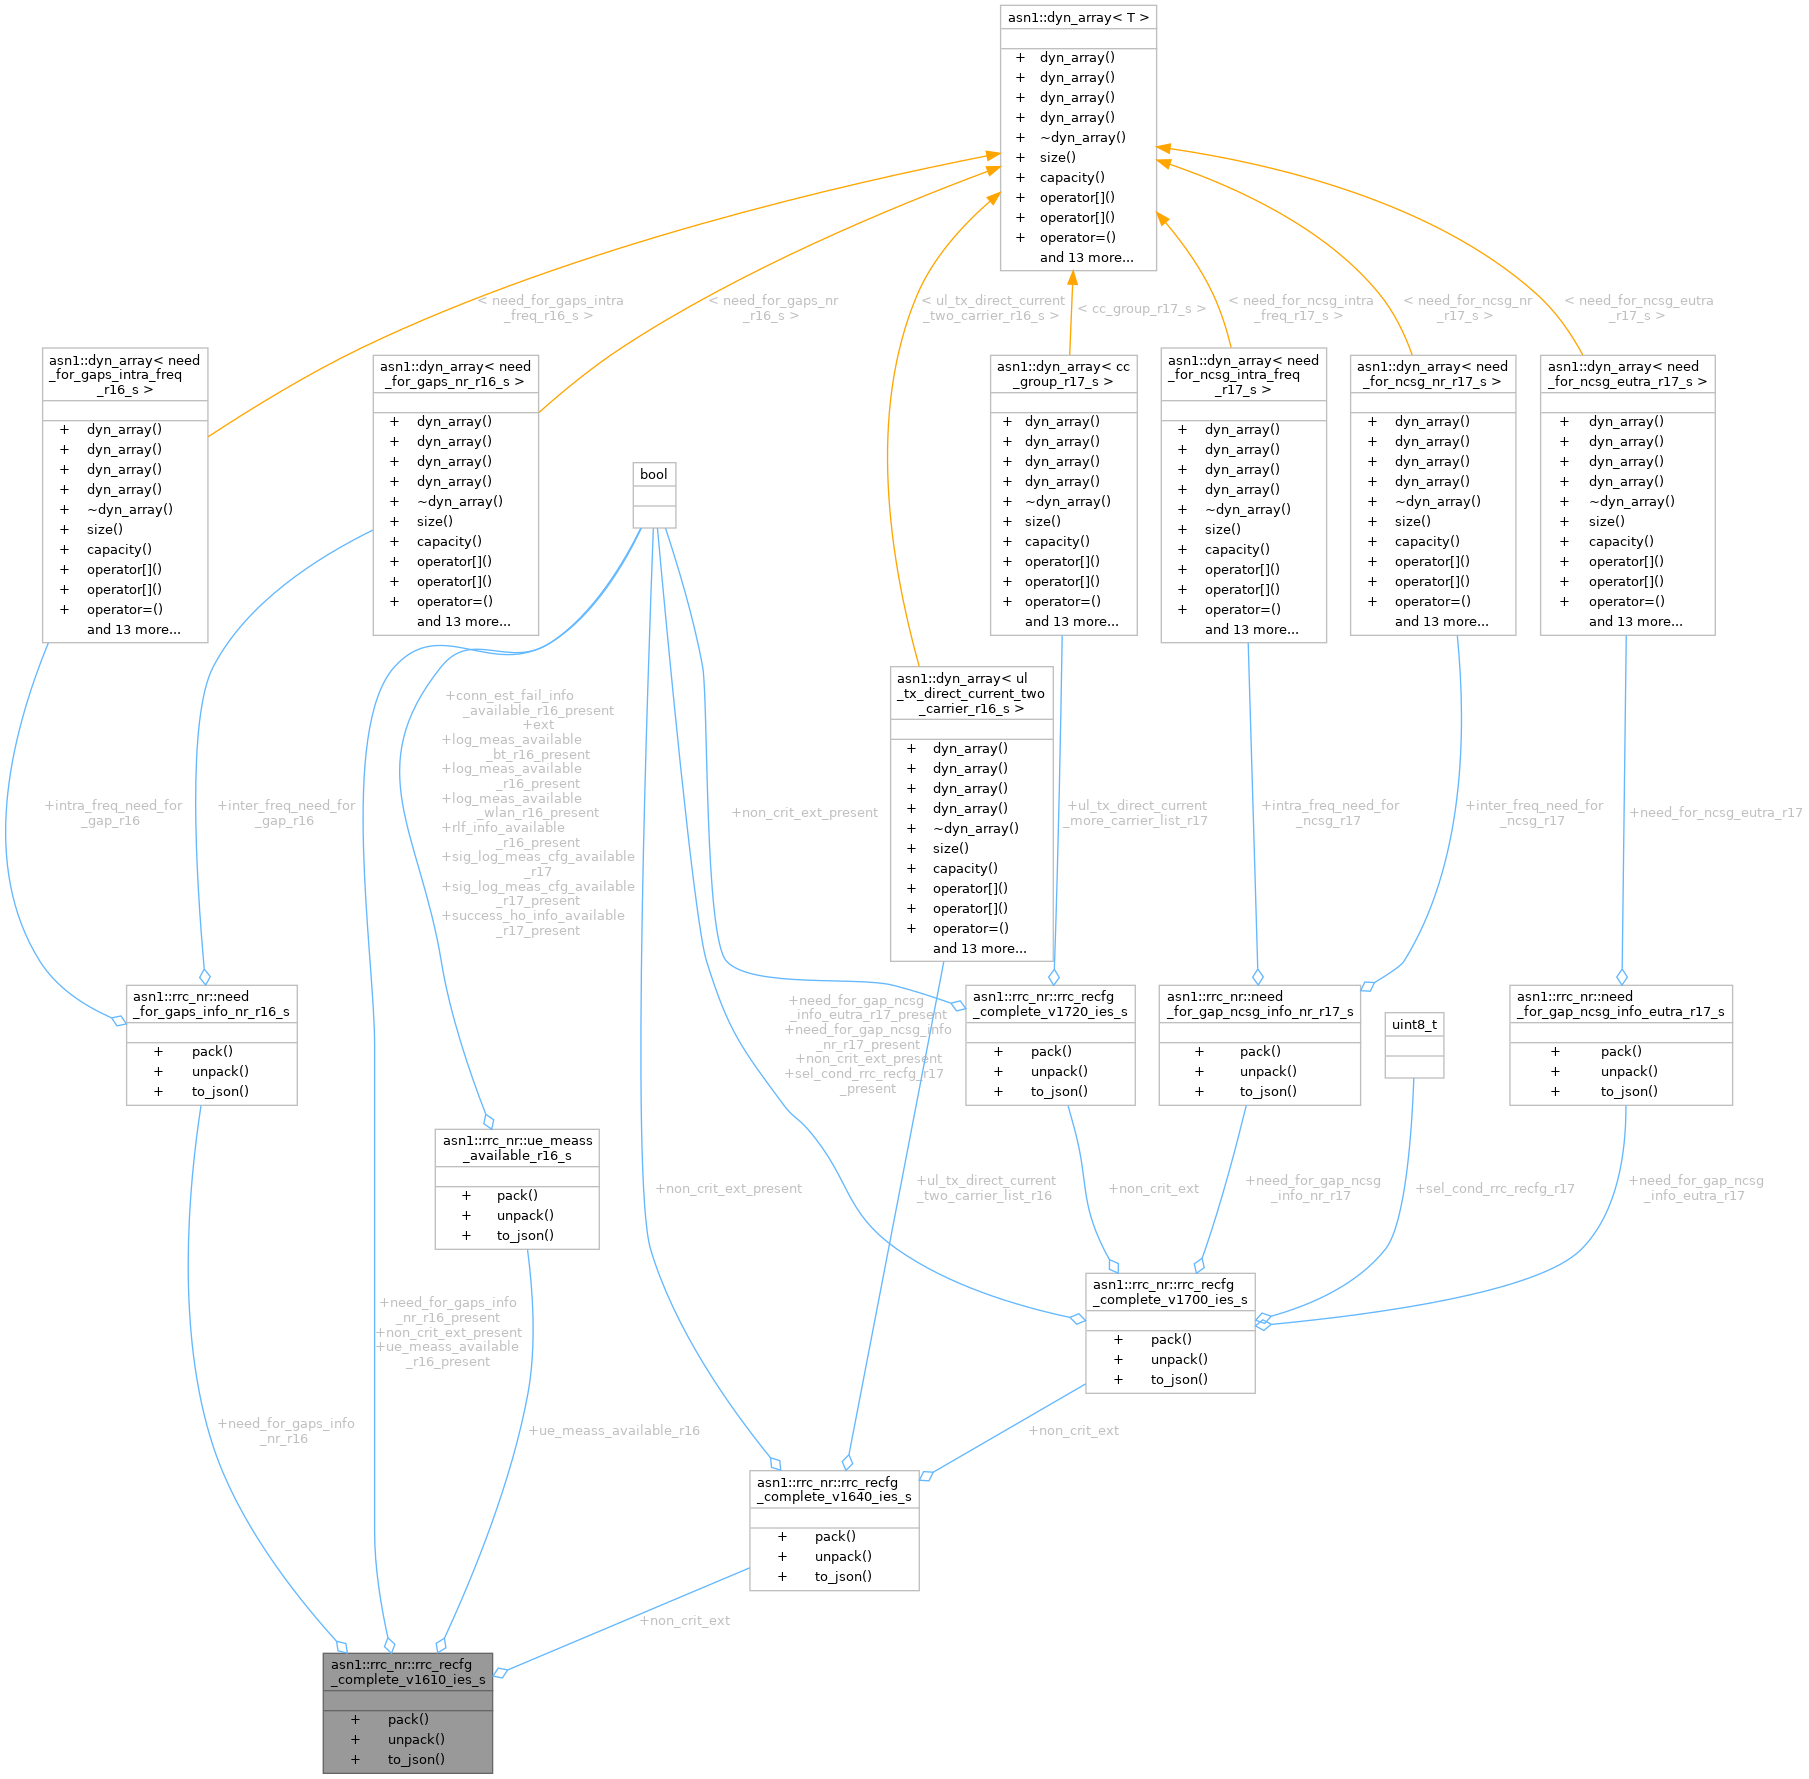 asn1::dyn_array< T >
+ dyn_array()
+ dyn_array()
+ dyn_array()
+ dyn_array()
+ ~dyn_array()
+ size()
+ capacity()
+ operator[]()
+ operator[]()
+ operator=()
and 13 more...
< need_for_gaps_intra
_freq_r16_s >
< need_for_gaps_nr
_r16_s >
< ul_tx_direct_current
_two_carrier_r16_s >
< cc_group_r17_s >
< need_for_ncsg_intra
_freq_r17_s >
< need_for_ncsg_nr
_r17_s >
< need_for_ncsg_eutra
_r17_s >
asn1::dyn_array< need
_for_gaps_intra_freq
_r16_s >
+ dyn_array()
+ dyn_array()
+ dyn_array()
+ dyn_array()
+ ~dyn_array()
+ size()
+ capacity()
+ operator[]()
+ operator[]()
+ operator=()
and 13 more...
asn1::dyn_array< need
_for_gaps_nr_r16_s >
+ dyn_array()
+ dyn_array()
+ dyn_array()
+ dyn_array()
+ ~dyn_array()
+ size()
+ capacity()
+ operator[]()
+ operator[]()
+ operator=()
and 13 more...
bool
asn1::dyn_array< cc
_group_r17_s >
+ dyn_array()
+ dyn_array()
+ dyn_array()
+ dyn_array()
+ ~dyn_array()
+ size()
+ capacity()
+ operator[]()
+ operator[]()
+ operator=()
and 13 more...
asn1::dyn_array< need
_for_ncsg_intra_freq
_r17_s >
+ dyn_array()
+ dyn_array()
+ dyn_array()
+ dyn_array()
+ ~dyn_array()
+ size()
+ capacity()
+ operator[]()
+ operator[]()
+ operator=()
and 13 more...
asn1::dyn_array< need
_for_ncsg_nr_r17_s >
+ dyn_array()
+ dyn_array()
+ dyn_array()
+ dyn_array()
+ ~dyn_array()
+ size()
+ capacity()
+ operator[]()
+ operator[]()
+ operator=()
and 13 more...
asn1::dyn_array< need
_for_ncsg_eutra_r17_s >
+ dyn_array()
+ dyn_array()
+ dyn_array()
+ dyn_array()
+ ~dyn_array()
+ size()
+ capacity()
+ operator[]()
+ operator[]()
+ operator=()
and 13 more...
asn1::dyn_array< ul
_tx_direct_current_two
_carrier_r16_s >
+ dyn_array()
+ dyn_array()
+ dyn_array()
+ dyn_array()
+ ~dyn_array()
+ size()
+ capacity()
+ operator[]()
+ operator[]()
+ operator=()
and 13 more...
+intra_freq_need_for
_gap_r16
+inter_freq_need_for
_gap_r16
+conn_est_fail_info
_available_r16_present
+ext
+log_meas_available
_bt_r16_present
+log_meas_available
_r16_present
+log_meas_available
_wlan_r16_present
+rlf_info_available
_r16_present
+sig_log_meas_cfg_available
_r17
+sig_log_meas_cfg_available
_r17_present
+success_ho_info_available
_r17_present
+non_crit_ext_present
+ul_tx_direct_current
_more_carrier_list_r17
+intra_freq_need_for
_ncsg_r17
+inter_freq_need_for
_ncsg_r17
+need_for_ncsg_eutra_r17
asn1::rrc_nr::need
_for_gaps_info_nr_r16_s
+ pack()
+ unpack()
+ to_json()
+need_for_gap_ncsg
_info_eutra_r17_present
+need_for_gap_ncsg_info
_nr_r17_present
+non_crit_ext_present
+sel_cond_rrc_recfg_r17
_present
asn1::rrc_nr::rrc_recfg
_complete_v1720_ies_s
+ pack()
+ unpack()
+ to_json()
asn1::rrc_nr::need
_for_gap_ncsg_info_nr_r17_s
+ pack()
+ unpack()
+ to_json()
uint8_t
asn1::rrc_nr::need
_for_gap_ncsg_info_eutra_r17_s
+ pack()
+ unpack()
+ to_json()
asn1::rrc_nr::ue_meass
_available_r16_s
+ pack()
+ unpack()
+ to_json()
+non_crit_ext_present
+ul_tx_direct_current
_two_carrier_list_r16
+non_crit_ext
+need_for_gap_ncsg
_info_nr_r17
+sel_cond_rrc_recfg_r17
+need_for_gap_ncsg
_info_eutra_r17
asn1::rrc_nr::rrc_recfg
_complete_v1700_ies_s
+ pack()
+ unpack()
+ to_json()
+need_for_gaps_info
_nr_r16_present
+non_crit_ext_present
+ue_meass_available
_r16_present
+need_for_gaps_info
_nr_r16
+ue_meass_available_r16
+non_crit_ext
asn1::rrc_nr::rrc_recfg
_complete_v1640_ies_s
+ pack()
+ unpack()
+ to_json()
+non_crit_ext
asn1::rrc_nr::rrc_recfg
_complete_v1610_ies_s
+ pack()
+ unpack()
+ to_json()